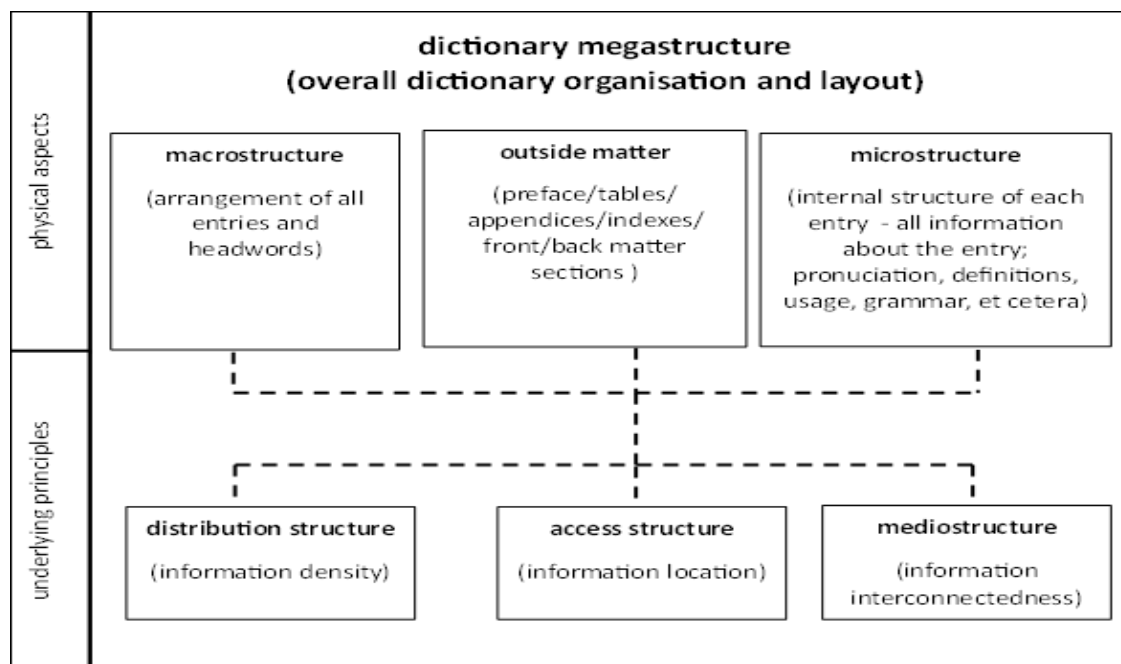 dictionary megastructure
(overall dictionary organisation and layout)
physical aspects
macrostructure
(arrangement of all
entries and
headwords)
outside matter
(preface/tables/
appendices/indexes/
front/back matter
sections )
microstructure
(internal structure of each
entry - all information
about the entry;
pronuciation, definitions,
usage, grammar, et cetera)
underlying principles
distribution structure
(information density)
access structure
(information location)
mediostructure
(information
interconnectedness)